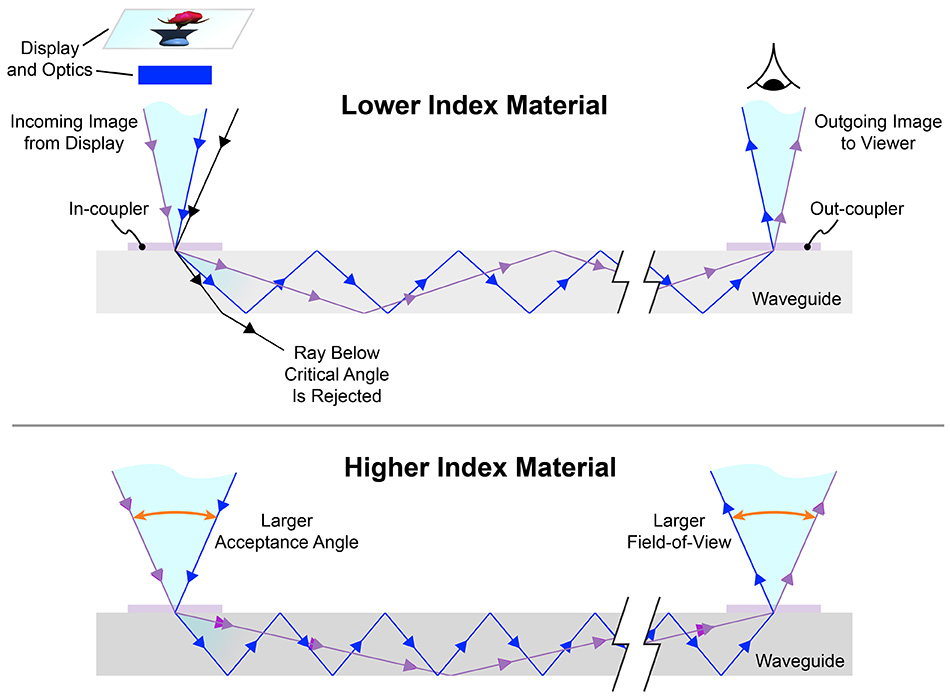 Display
and Optics
Lower Index Material
Incoming Image
from Display
Outgoing Image
to Viewer
In-coupler
Out-coupler
Waveguide
Ray Below
Critical Angle
Is Rejected
Higher Index Material
Larger
Acceptance Angle
Larger
Field-of-View
Waveguide